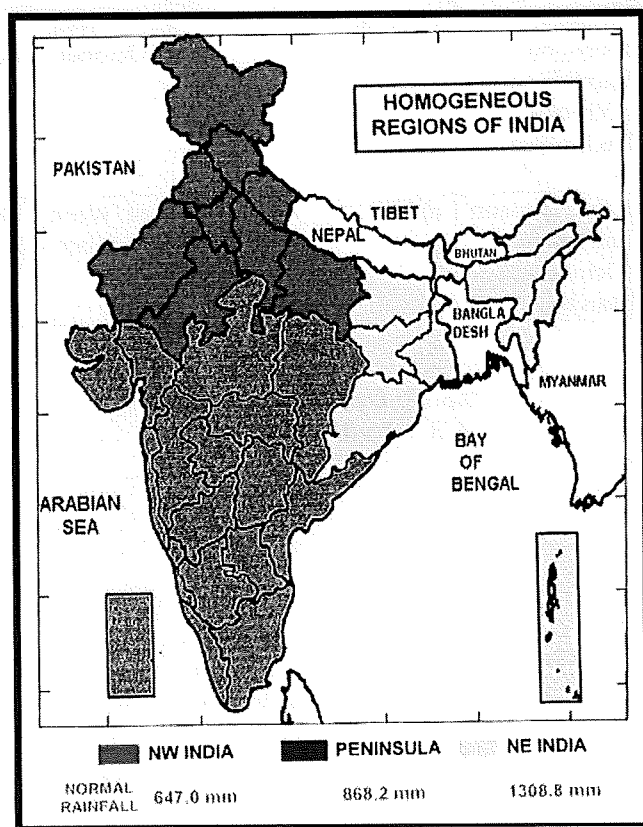 HOMOGENEOUS
REGIONS OF INDIA
PAKISTAN
TIBET
NEPAL
BHUTAN
BANGLA
DESH
MYANMAR
BAY
OF
BENGAL
ARABIAN
SEA
NW INDIA PENINSULA NE INDIA
NORMAL
RAINFALL 647.0 mm 868.2 mm 1308.8 mm